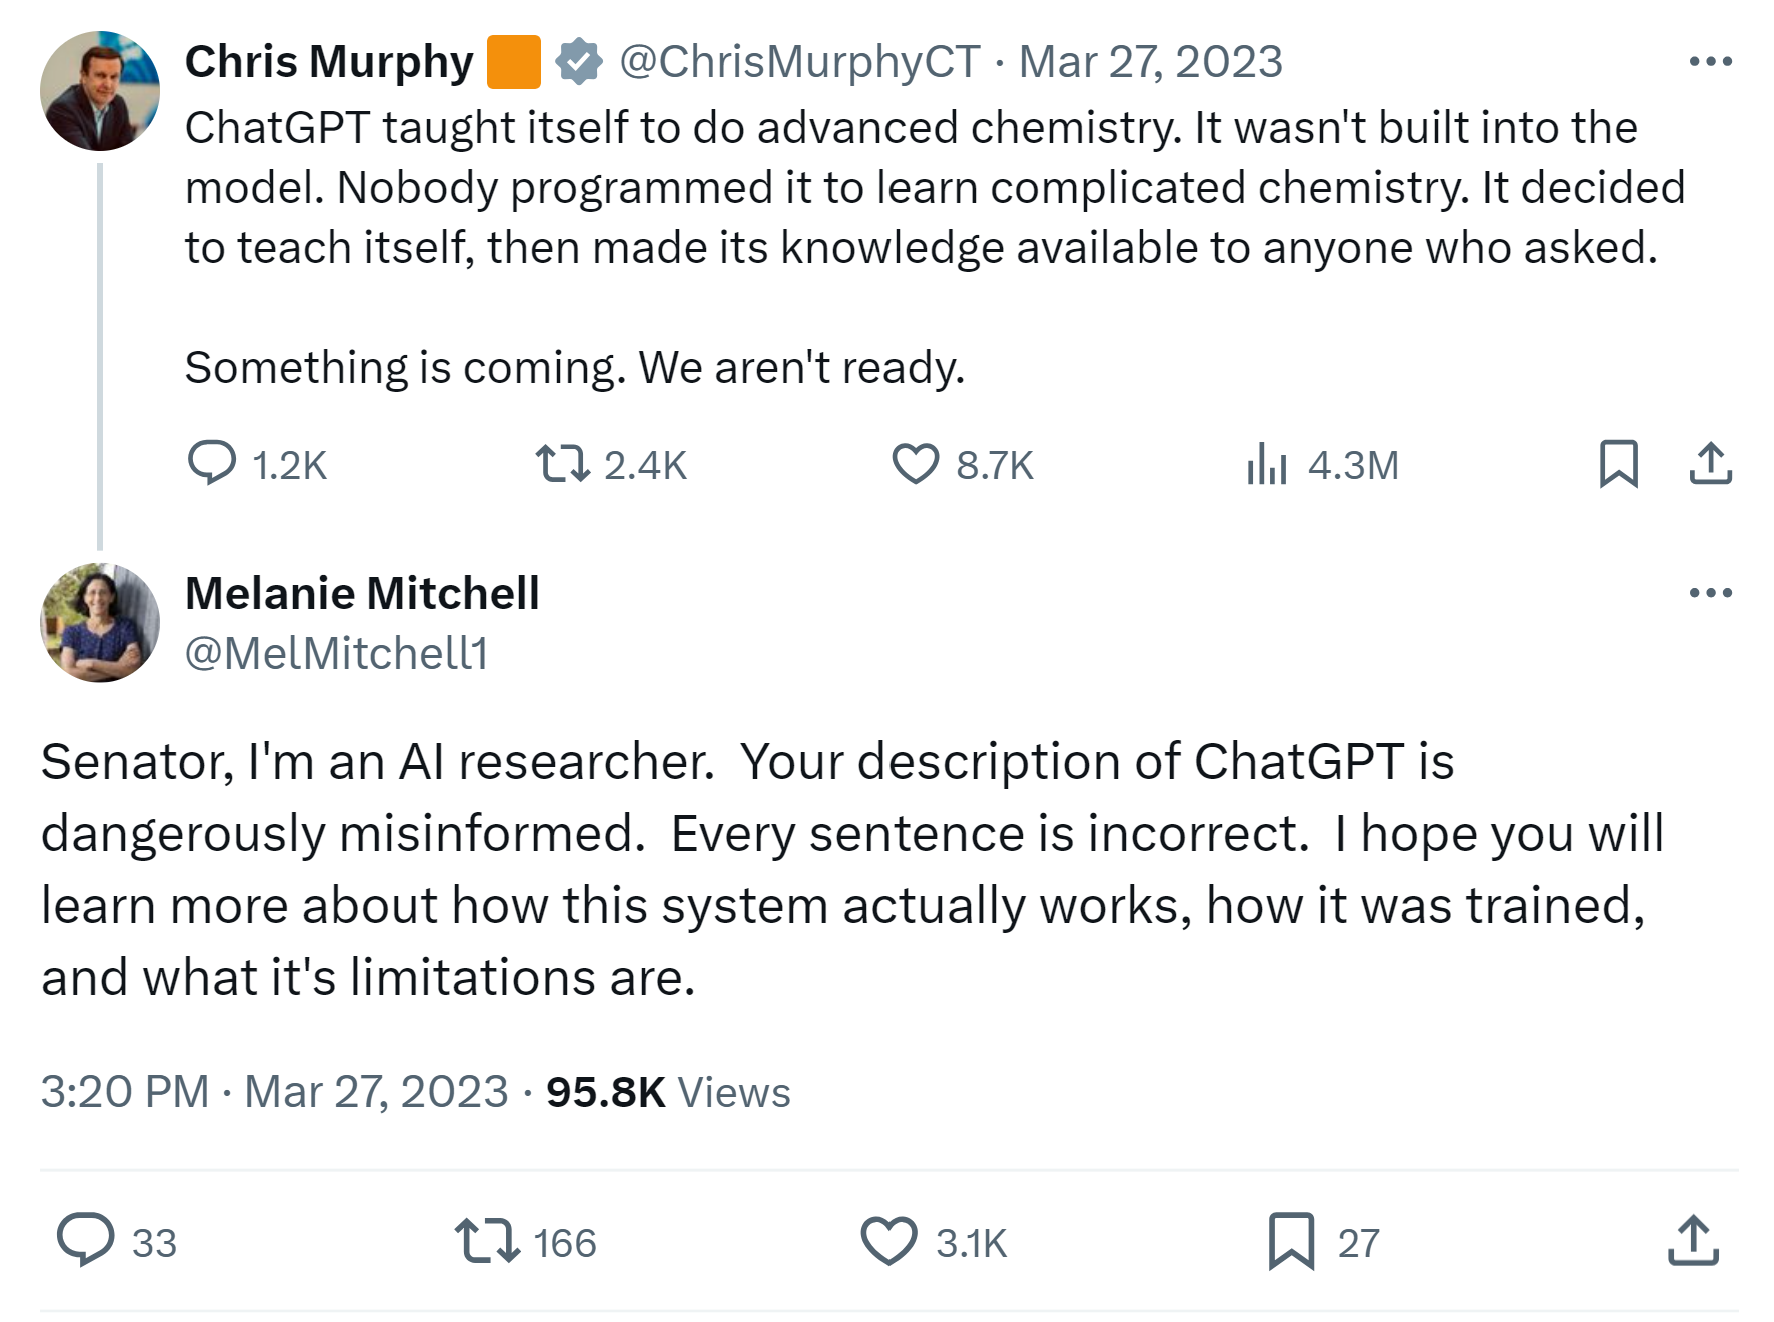 Chris Murphy @ChrisMurphyCT · Mar 27, 2023
ChatGPT taught itself to do advanced chemistry. It wasn't built into the
model. Nobody programmed it to learn complicated chemistry. It decided
to teach itself, then made its knowledge available to anyone who asked.
Something is coming. We aren't ready.
1.2K 2.4K 8.7K 4.3M
Melanie Mitchell
@MelMitchell1
Senator, I'm an AI researcher.  Your description of ChatGPT is
dangerously misinformed.  Every sentence is incorrect.  I hope you will
learn more about how this system actually works, how it was trained,
and what it's limitations are.
3:20 PM · Mar 27, 2023 · 95.8K Views
33 166 3.1K 27